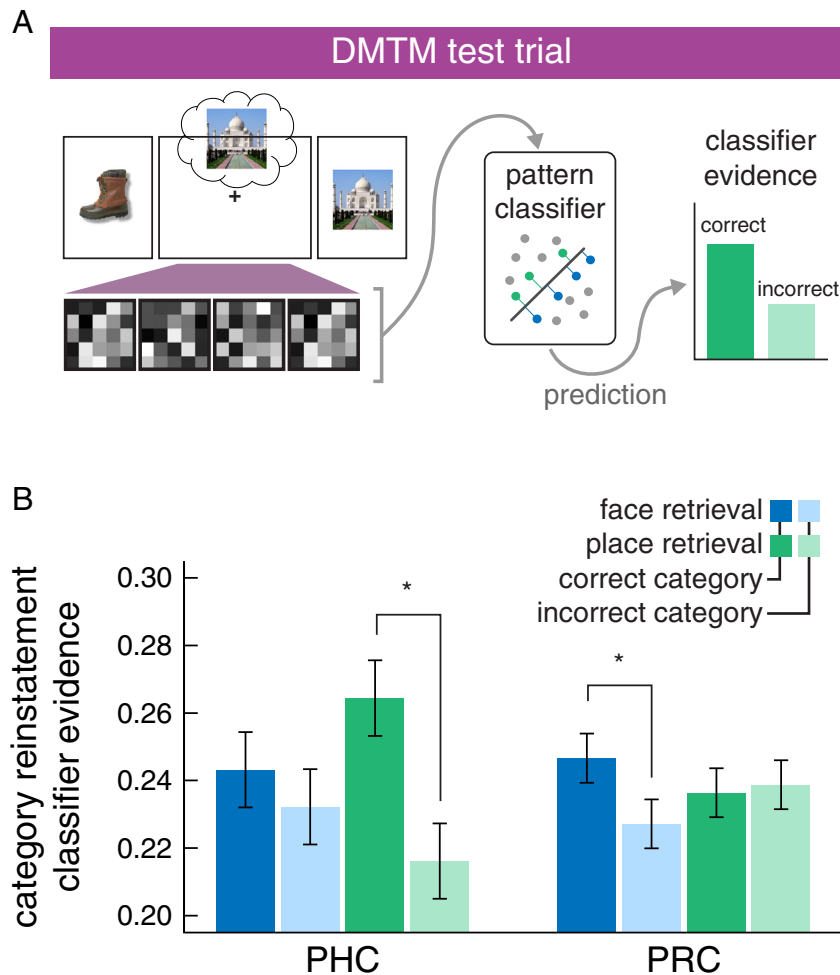 A
DMTM test trial
+
pattern
classifier
classifier
evidence
correct
incorrect
prediction
B
face retrieval
place retrieval
correct category
incorrect category
category reinstatement
classifier evidence
0.30
0.28
0.26
0.24
0.22
0.20
*
*
PHC
PRC